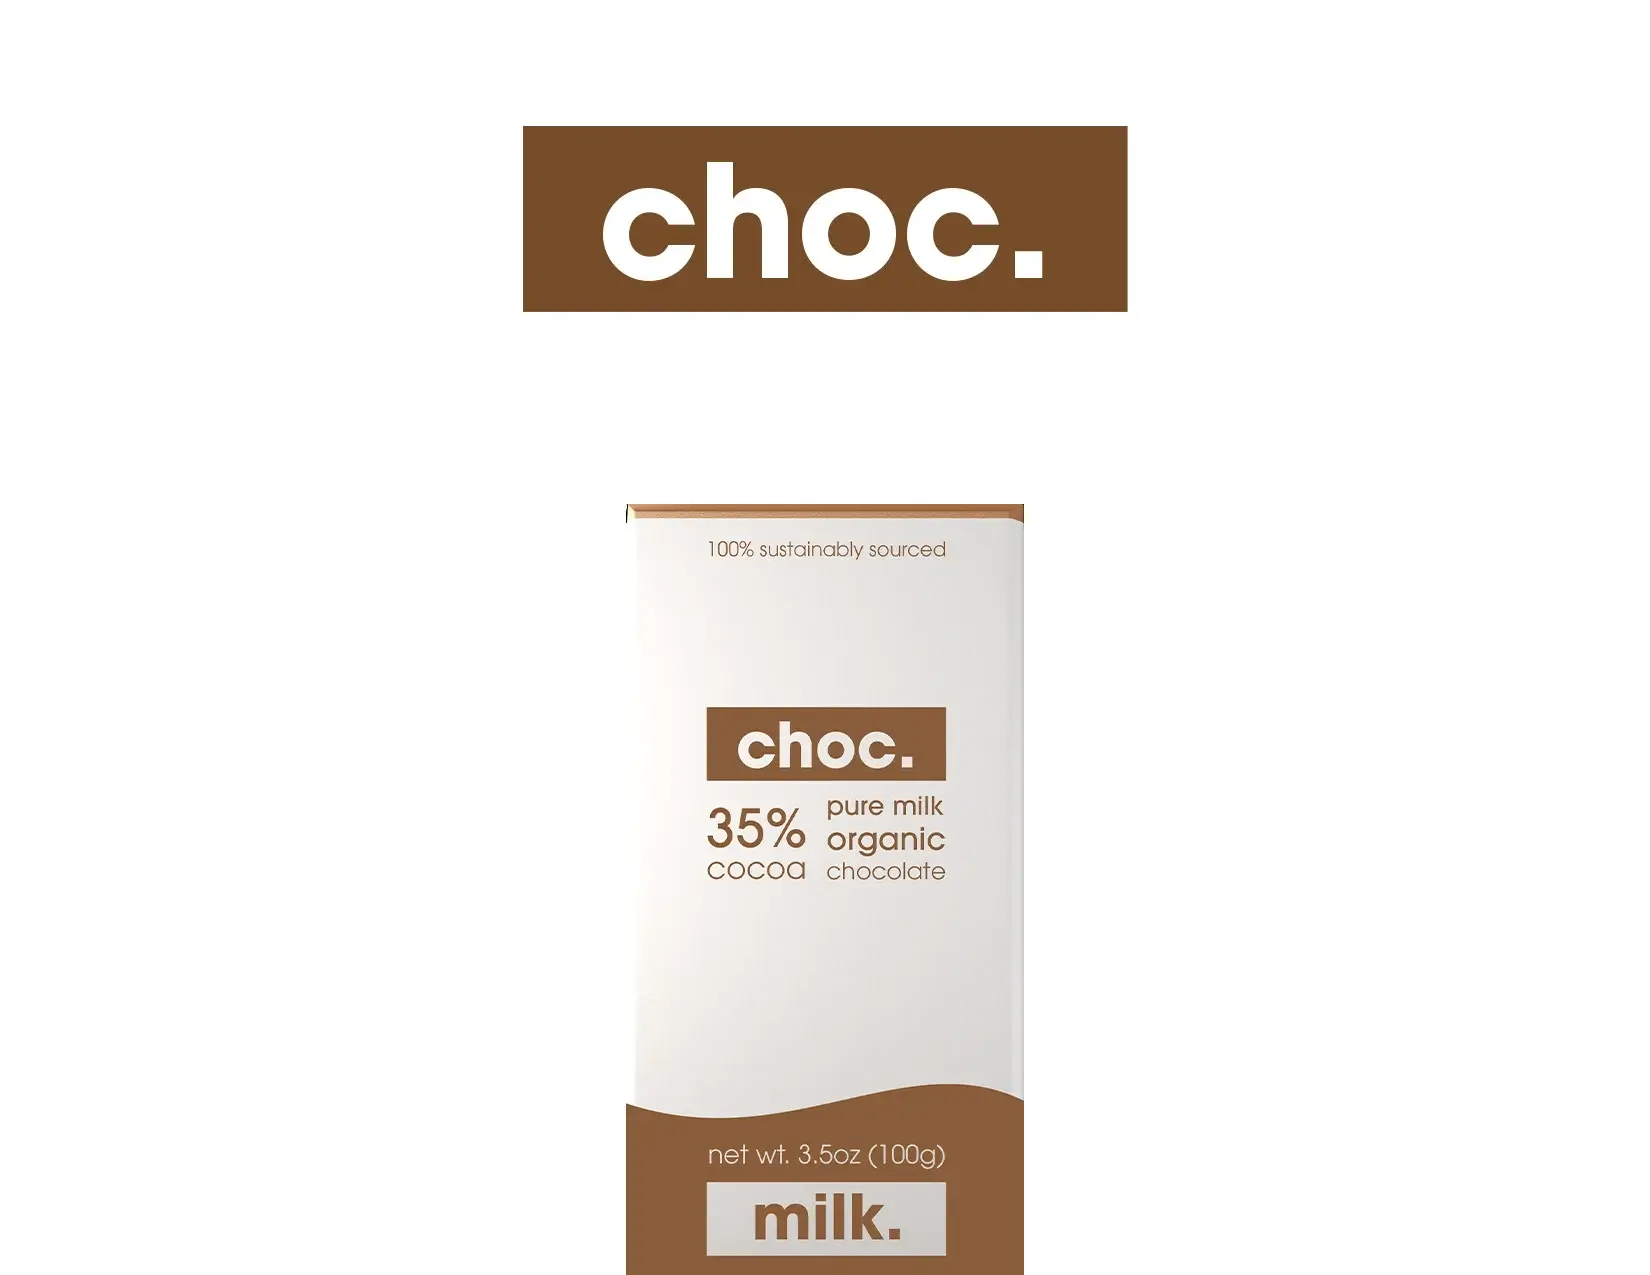 choc.
100% sustainably sourced
choc.
35%
cocoa
pure milk
organic
chocolate
net wt. 3.5oz (100g)
milk.